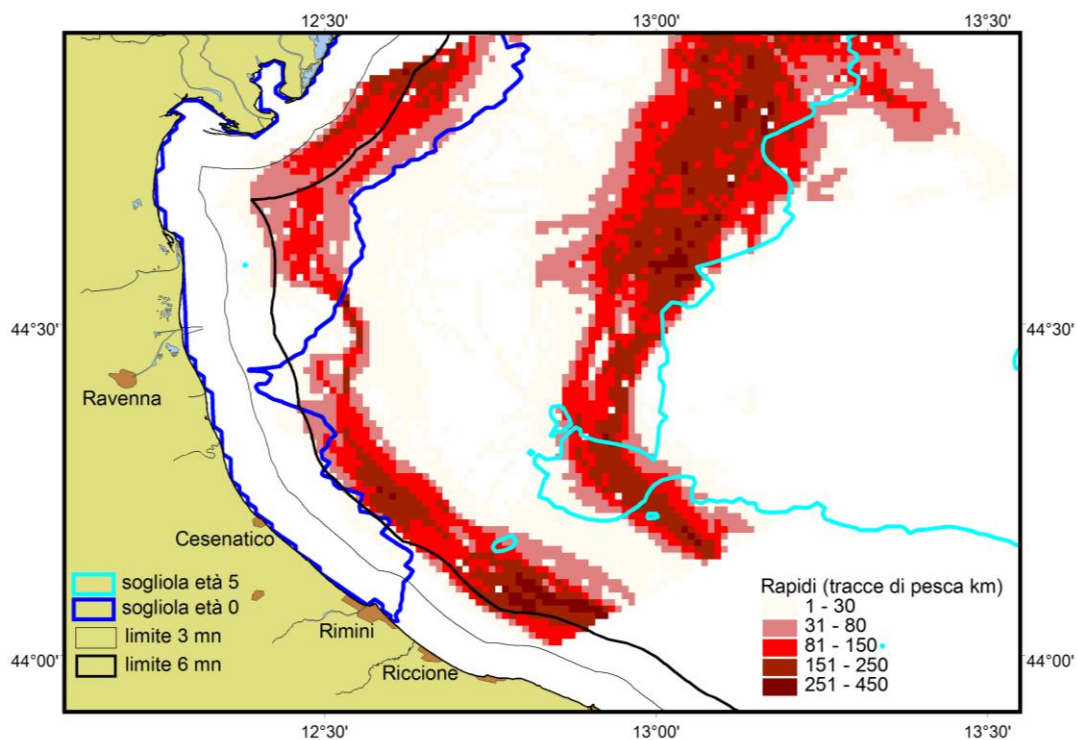 12°30' 13°00' 13°30'
44°30' 44°30'
Ravenna
Cesenatico
Rimini
Riccione
sogliola età 5
sogliola età 0
limite 3 mn
limite 6 mn
Rapidi (tracce di pesca km)
1 - 30
31 - 80
81 - 150
151 - 250
251 - 450
44°00' 44°00'
12°30' 13°00' 13°30'